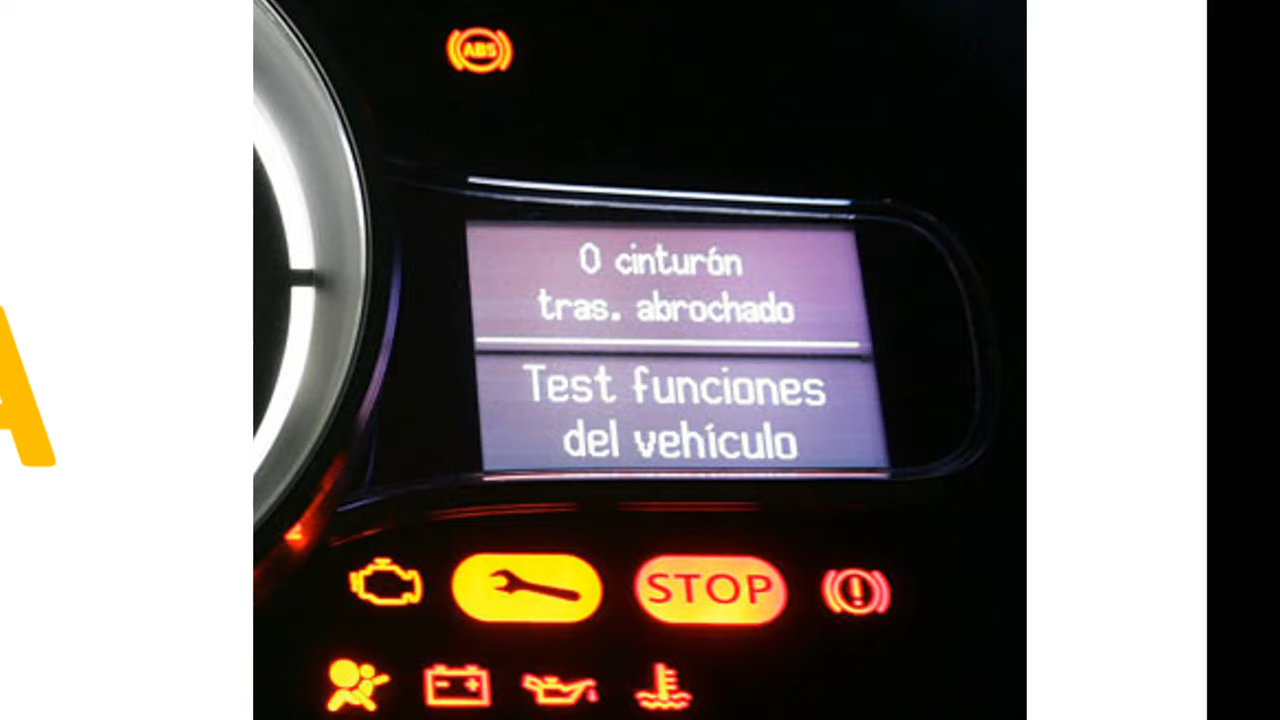 A
ABS
0 cinturón
tras. abrochado
Test funciones
del vehículo
STOP